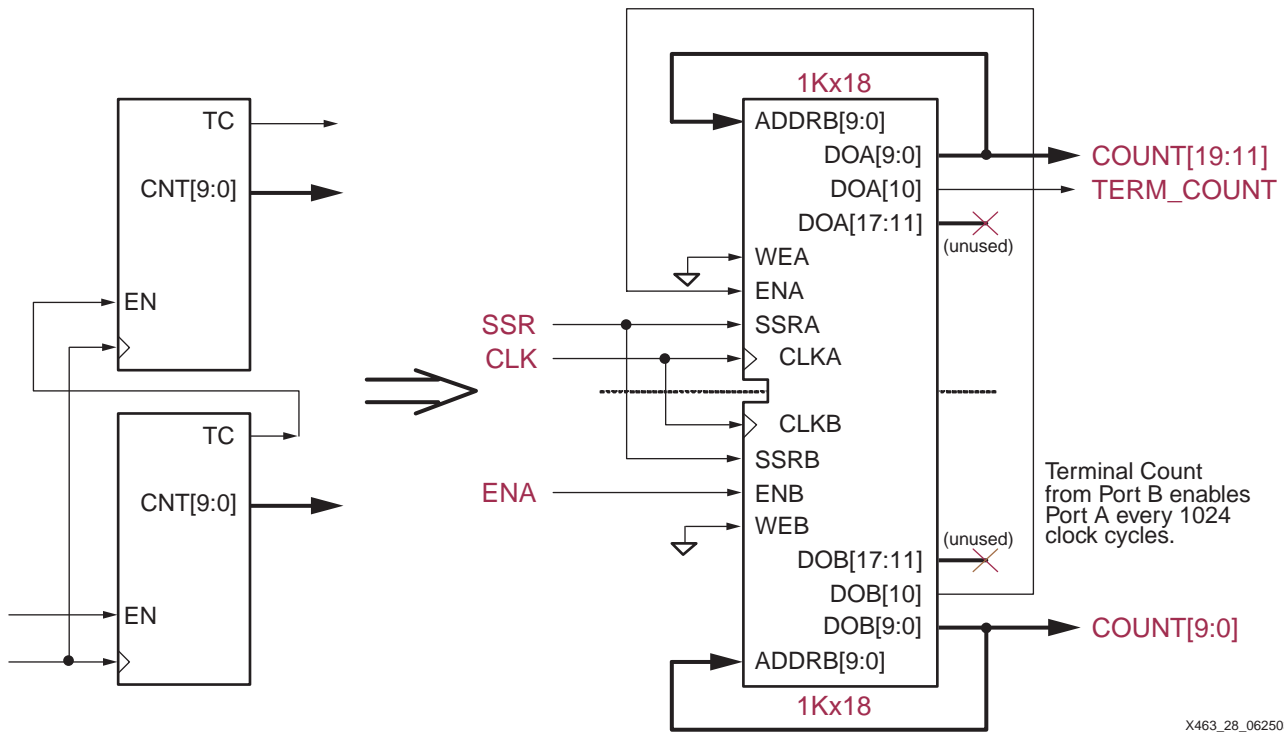 TC
CNT[9:0]
EN
TC
CNT[9:0]
EN
1Kx18
ADDRB[9:0]
DOA[9:0]
COUNT[19:11]
DOA[10]
TERM_COUNT
DOA[17:11]
(unused)
WEA
ENA
SSR
SSRA
CLK
CLKA
CLKB
SSRB
ENA
ENB
WEB
Terminal Count
from Port B enables
Port A every 1024
clock cycles.
(unused)
DOB[17:11]
DOB[10]
DOB[9:0]
COUNT[9:0]
ADDRB[9:0]
1Kx18
X463_28_06250